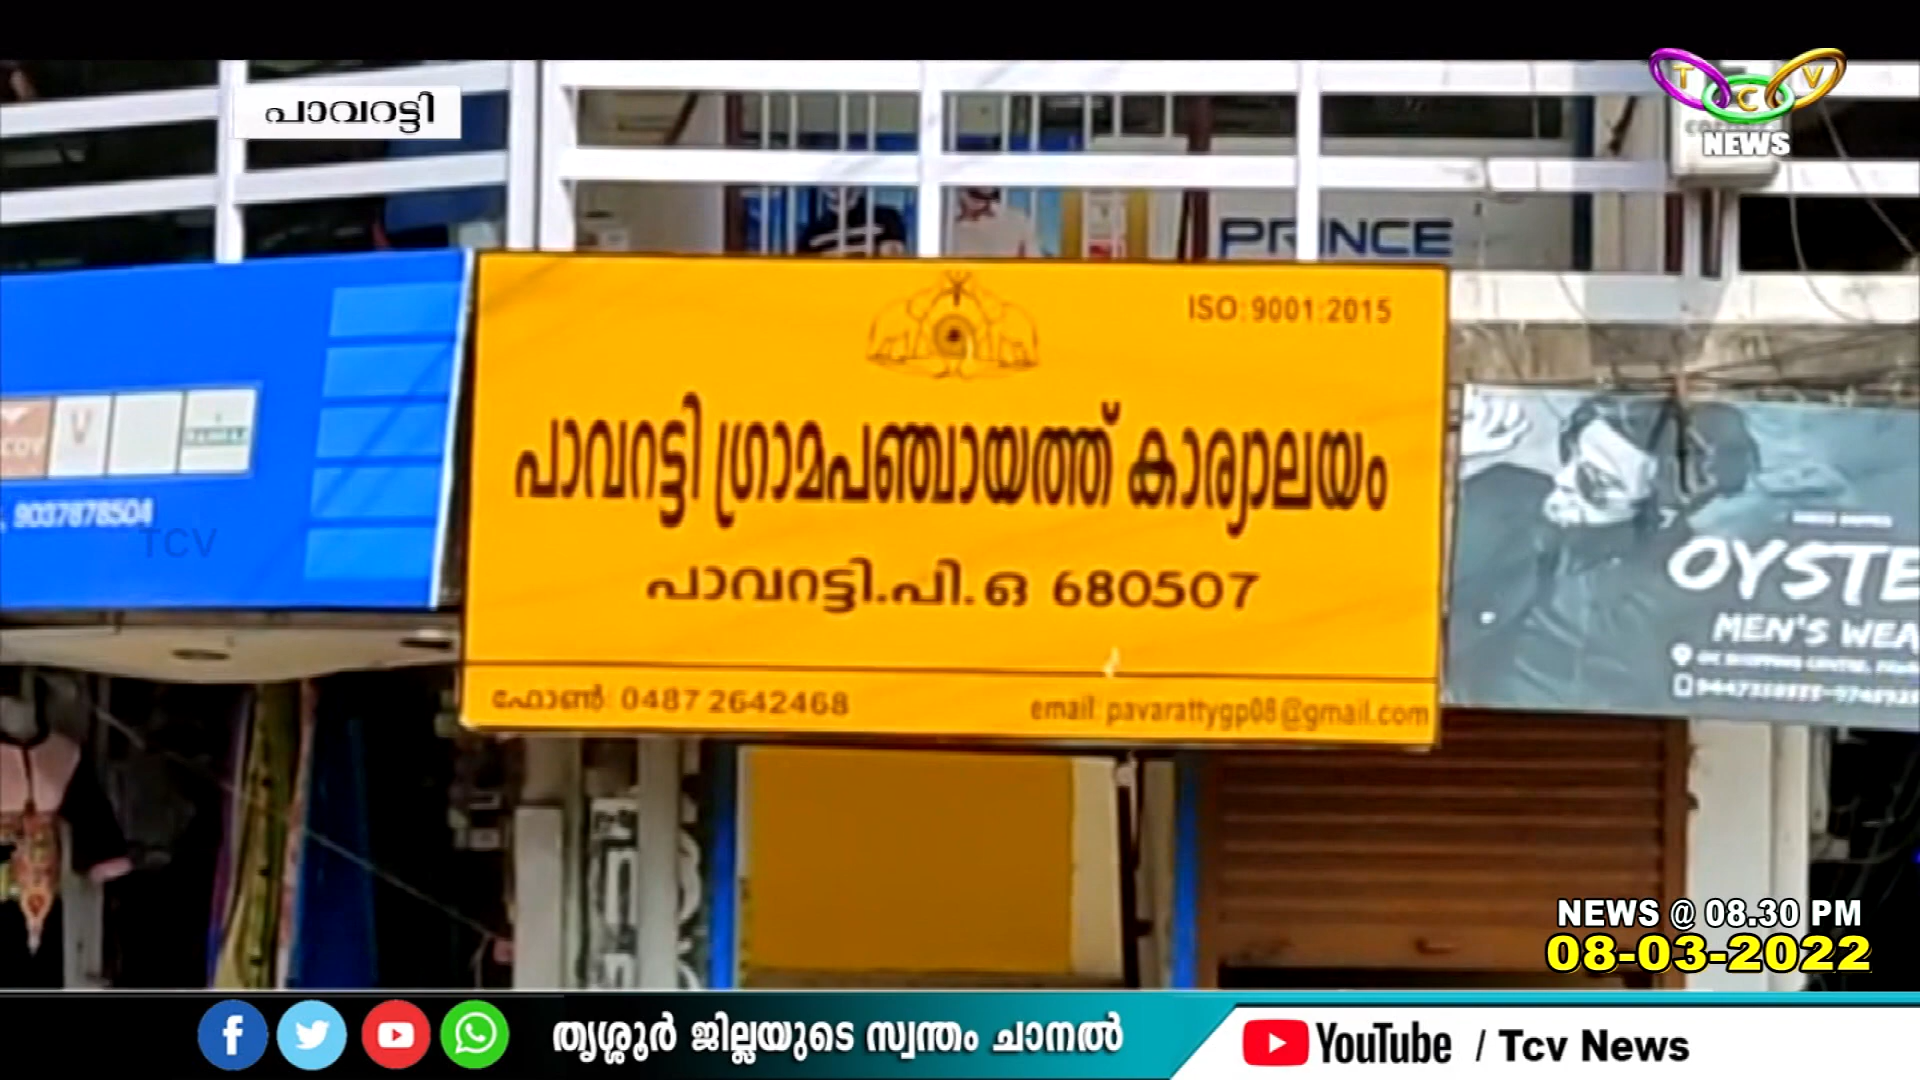 പാവറട്ടി
T C V
NEWS
PRINCE
ISO:9001:2015
പാവറട്ടി ഗ്രാമപഞ്ചായത്ത് കാര്യാലയം
പാവറട്ടി.പി.ഒ 680507
ഫോൺ: 0487 2642468
email: pavarattygp08@gmail.com
9037878504
TCV
OYSTE
MEN'S WEA
NEWS @ 08.30 PM
08-03-2022
തൃശ്ശൂർ ജില്ലയുടെ സ്വന്തം ചാനൽ
YouTube / Tcv News